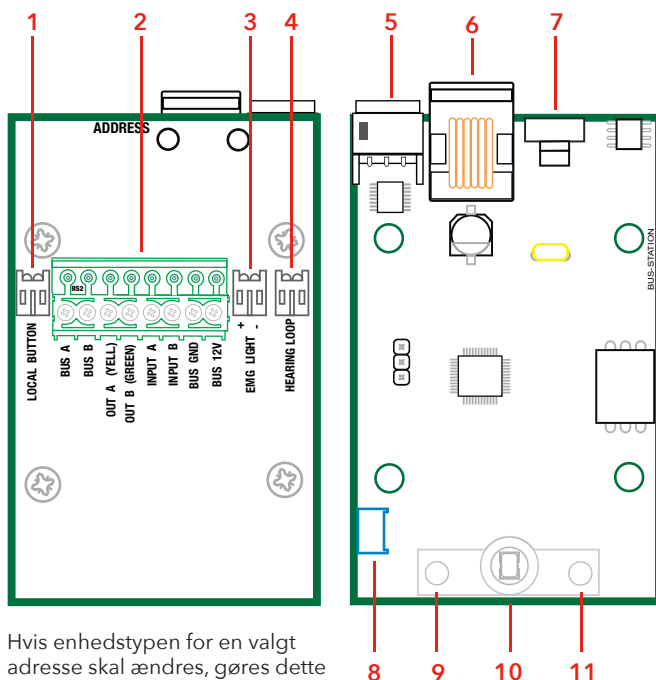 1
2
3
4
5
6
7
ADDRESS
RS2
LOCAL BUTTON
BUS A
BUS B
OUT A (YELL)
OUT B (GREEN)
INPUT A
INPUT B
BUS GND
BUS 12V
+ -
EMG LIGHT
HEARING LOOP
BUS-STATION
8
9
10
11
Hvis enhedstypen for en valgt
adresse skal ændres, gøres dette